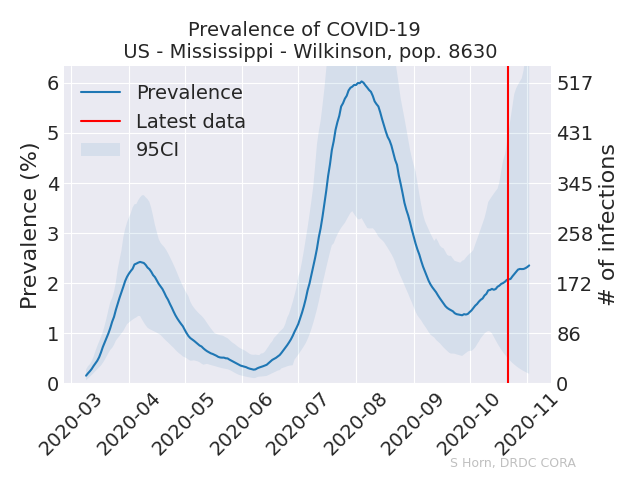 Prevalence of COVID-19
US - Mississippi - Wilkinson, pop. 8630
Prevalence
Latest data
95CI
Prevalence (%)
6
5
4
3
2
1
0
517
431
345
258
172
86
0
# of infections
2020-03
2020-04
2020-05
2020-06
2020-07
2020-08
2020-09
2020-10
2020-11
S Horn, DRDC CORA